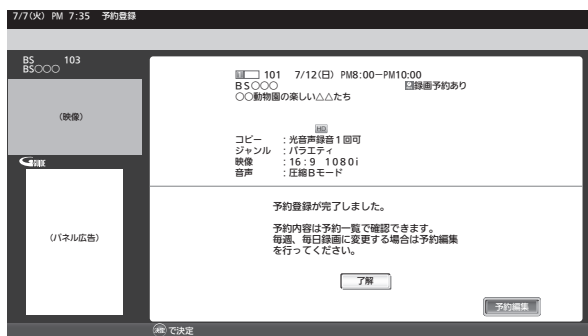 7/7(火) PM 7:35 予約登録
BS 103
BS○○○
(映像)
G GUIDE
(パネル広告)
101 7/12(日) PM8:00-PM10:00
BS○○○ 録画予約あり
○○動物園の楽しい△△たち
HD
コピー :光音声録音1回可
ジャンル :バラエティ
映像 :16:9 1080i
音声 :圧縮Bモード
予約登録が完了しました。
予約内容は予約一覧で確認できます。
毎週、毎日録画に変更する場合は予約編集
を行ってください。
了解
予約編集
決定 で決定